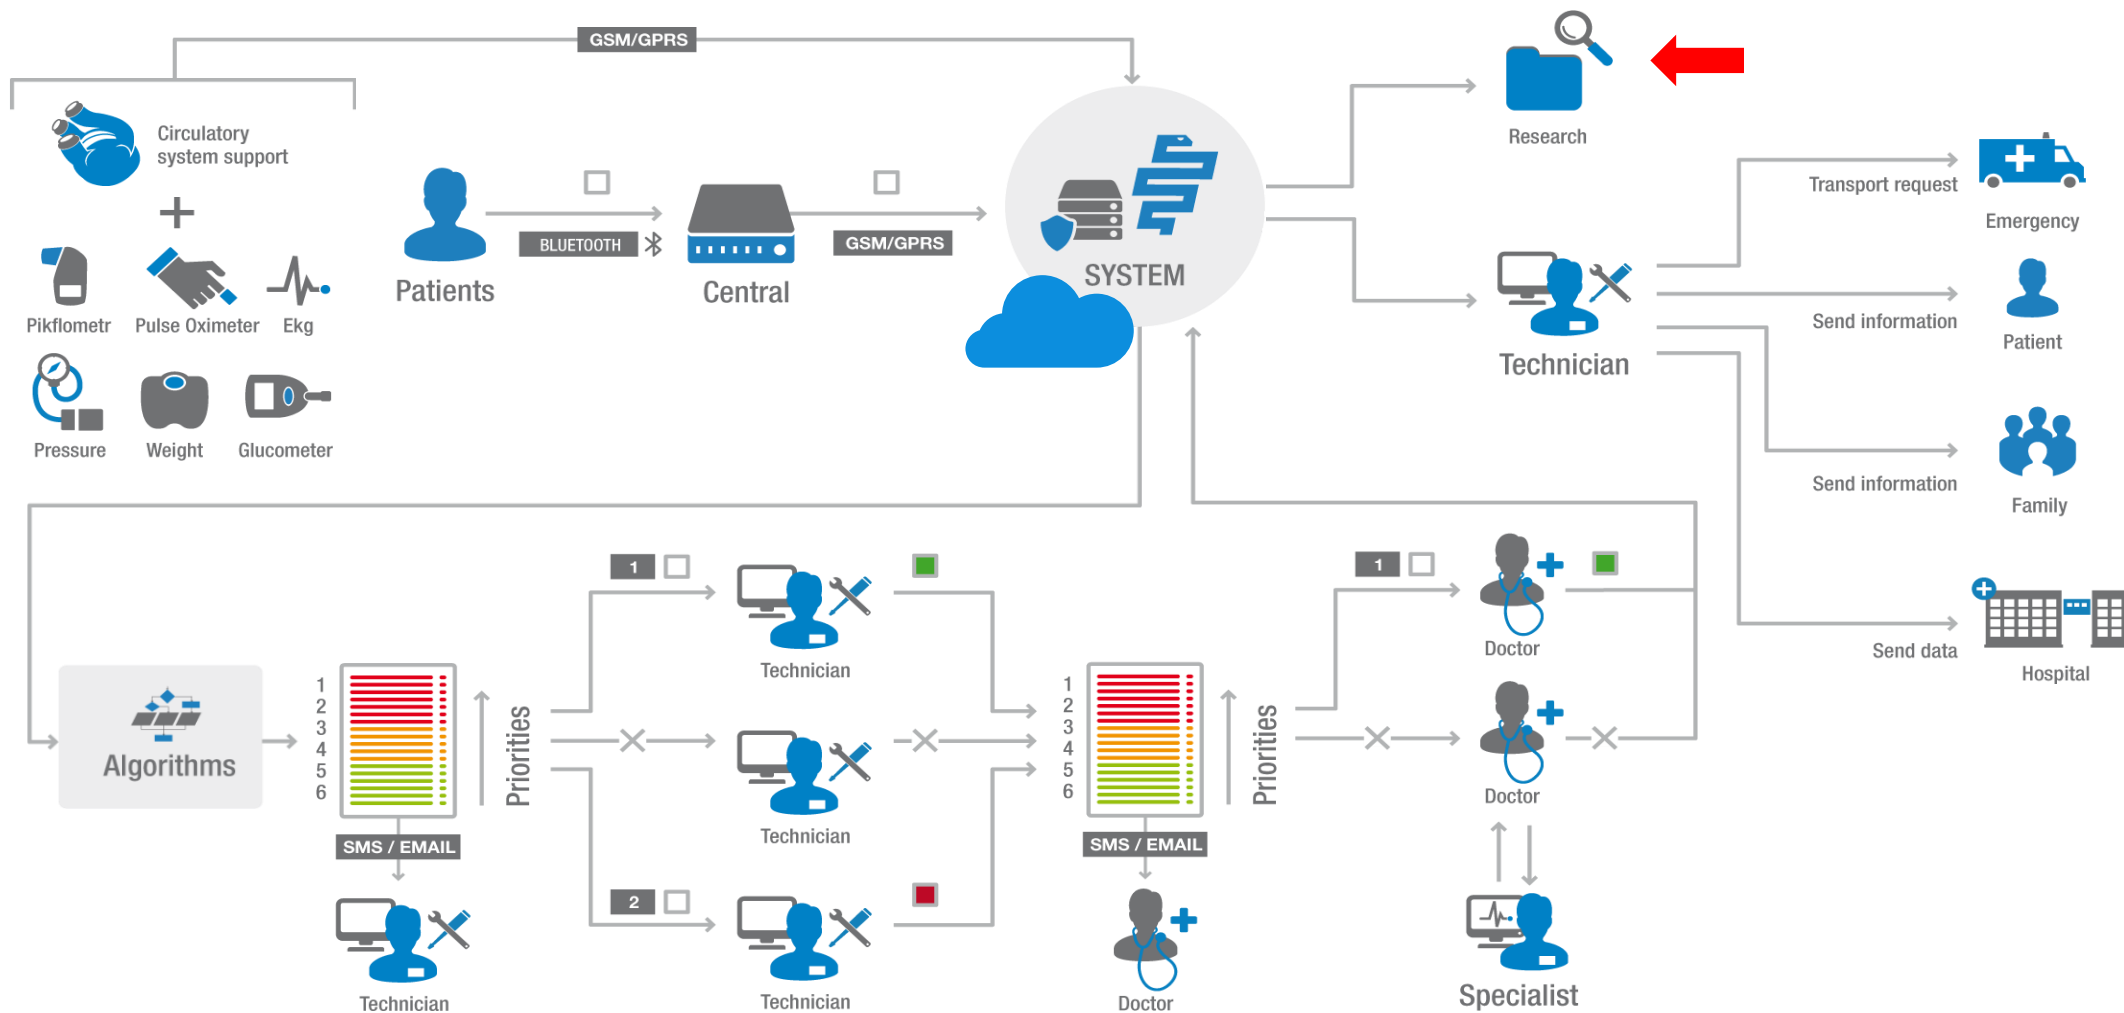 GSM/GPRS
Circulatory
system support
Pikflometr
Pulse Oximeter
Ekg
Pressure
Weight
Glucometer
Patients
BLUETOOTH
Central
GSM/GPRS
SYSTEM
Research
Technician
Transport request
Emergency
Send information
Patient
Send information
Family
Send data
Hospital
Algorithms
1
2
3
4
5
6
Priorities
SMS / EMAIL
Technician
1
Technician
Technician
2
Technician
1
2
3
4
5
6
Priorities
SMS / EMAIL
Doctor
1
Doctor
Doctor
Specialist